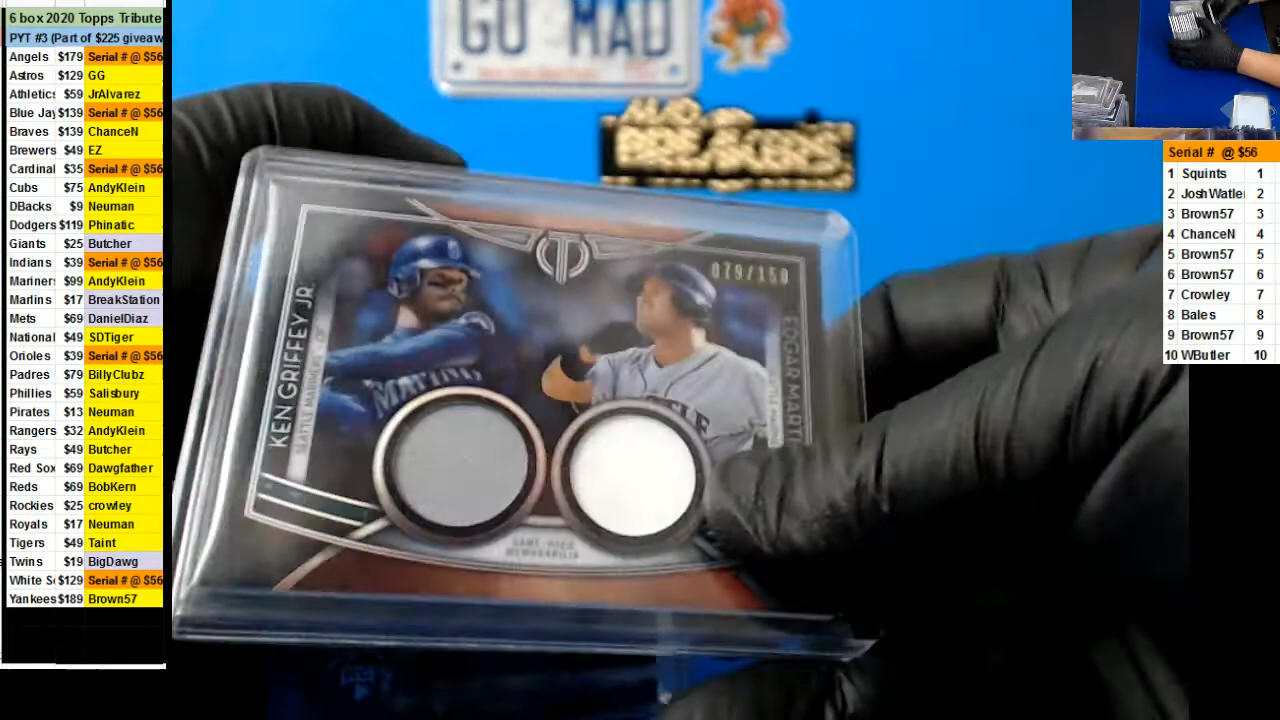 6 box 2020 Topps Tribute
PYT #3 (Part of $225 giveaw
Angels $179 Serial # @ $56
Astros $129 GG
Athletics $59 JrAlvarez
Blue Jay $139 Serial # @ $56
Braves $139 ChanceN
Brewers $49 EZ
Cardinal $35 Serial # @ $56
Cubs $75 AndyKlein
DBacks $9 Neuman
Dodgers $119 Phinatic
Giants $25 Butcher
Indians $39 Serial # @ $56
Mariners $99 AndyKlein
Marlins $17 BreakStation
Mets $69 DanielDiaz
National $49 SDTiger
Orioles $39 Serial # @ $56
Padres $79 BillyClubz
Phillies $59 Salisbury
Pirates $13 Neuman
Rangers $32 AndyKlein
Rays $49 Butcher
Red Sox $69 Dawgfather
Reds $69 BobKern
Rockies $25 crowley
Royals $17 Neuman
Tigers $49 Taint
Twins $19 BigDawg
White So $129 Serial # @ $56
Yankees $189 Brown57
GO MAD
BREAKERS
079/150
KEN GRIFFEY JR.
SEATTLE MARINERS
EDGAR MARTI
MARIN
GAME-USED
MEMORABILIA
Serial # @ $56
1 Squints 1
2 JoshWatle 2
3 Brown57 3
4 ChanceN 4
5 Brown57 5
6 Brown57 6
7 Crowley 7
8 Bales 8
9 Brown57 9
10 WButler 10